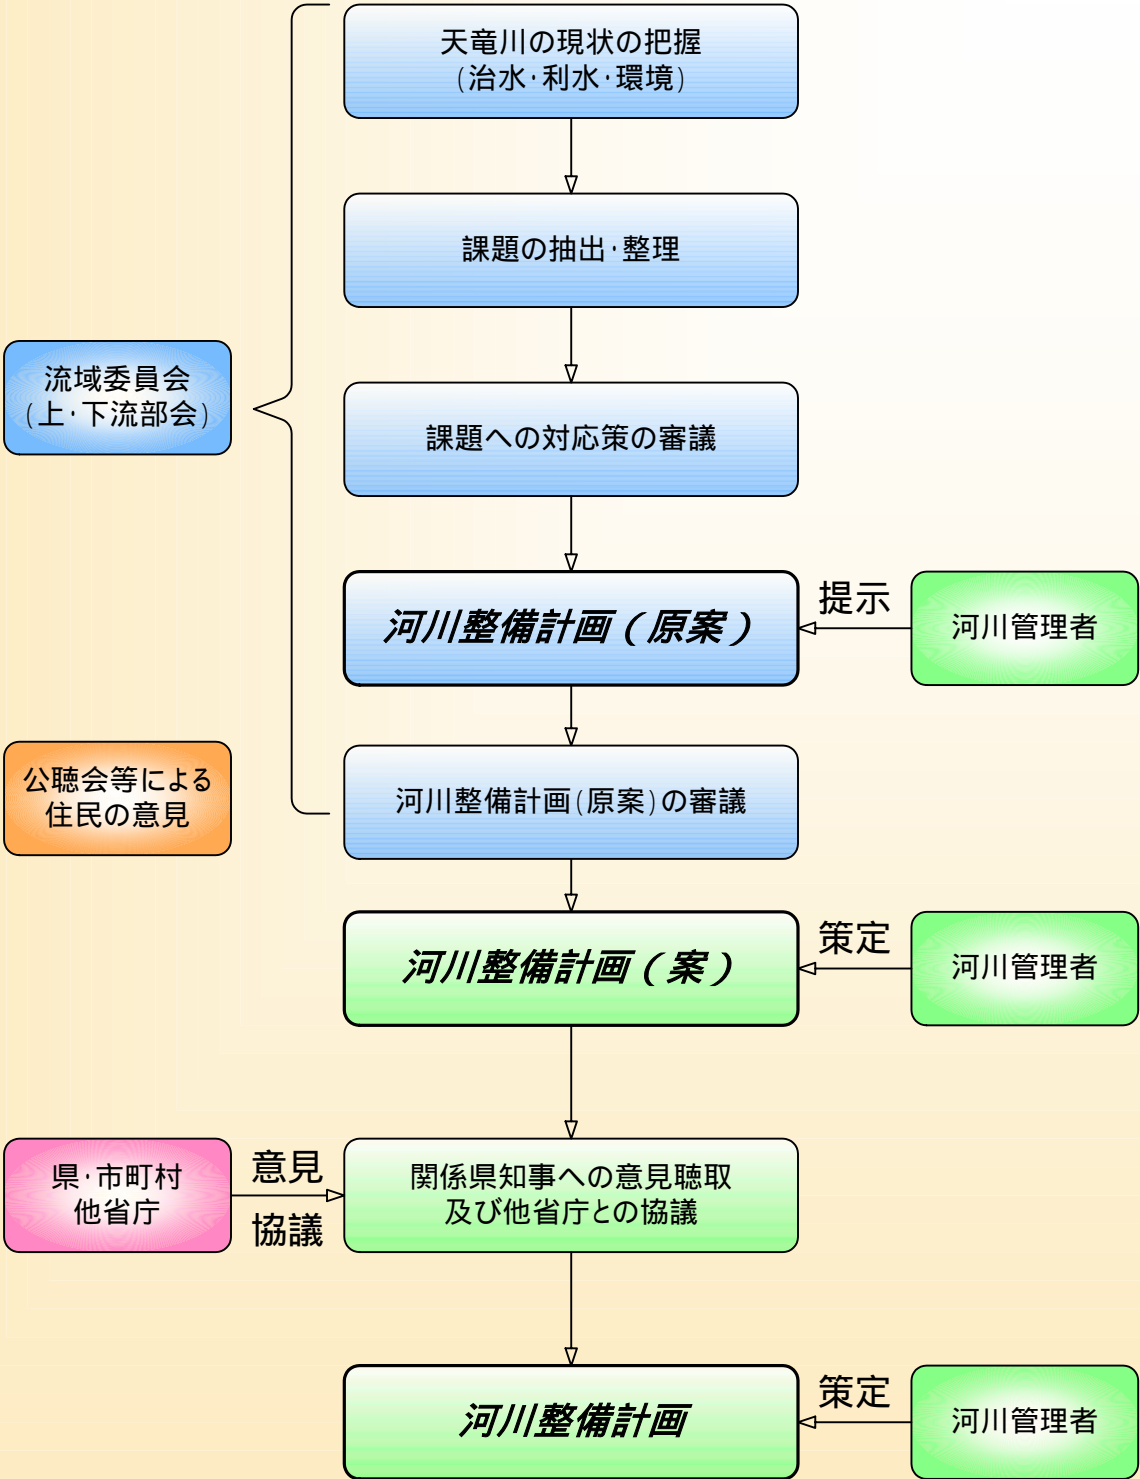 天竜川の現状の把握
(治水･利水･環境)
課題の抽出･整理
流域委員会
(上･下流部会)
課題への対応策の審議
河川整備計画（原案）
提示
河川管理者
公聴会等による
住民の意見
河川整備計画(原案)の審議
河川整備計画（案）
策定
河川管理者
県･市町村
他省庁
意見
協議
関係県知事への意見聴取
及び他省庁との協議
河川整備計画
策定
河川管理者